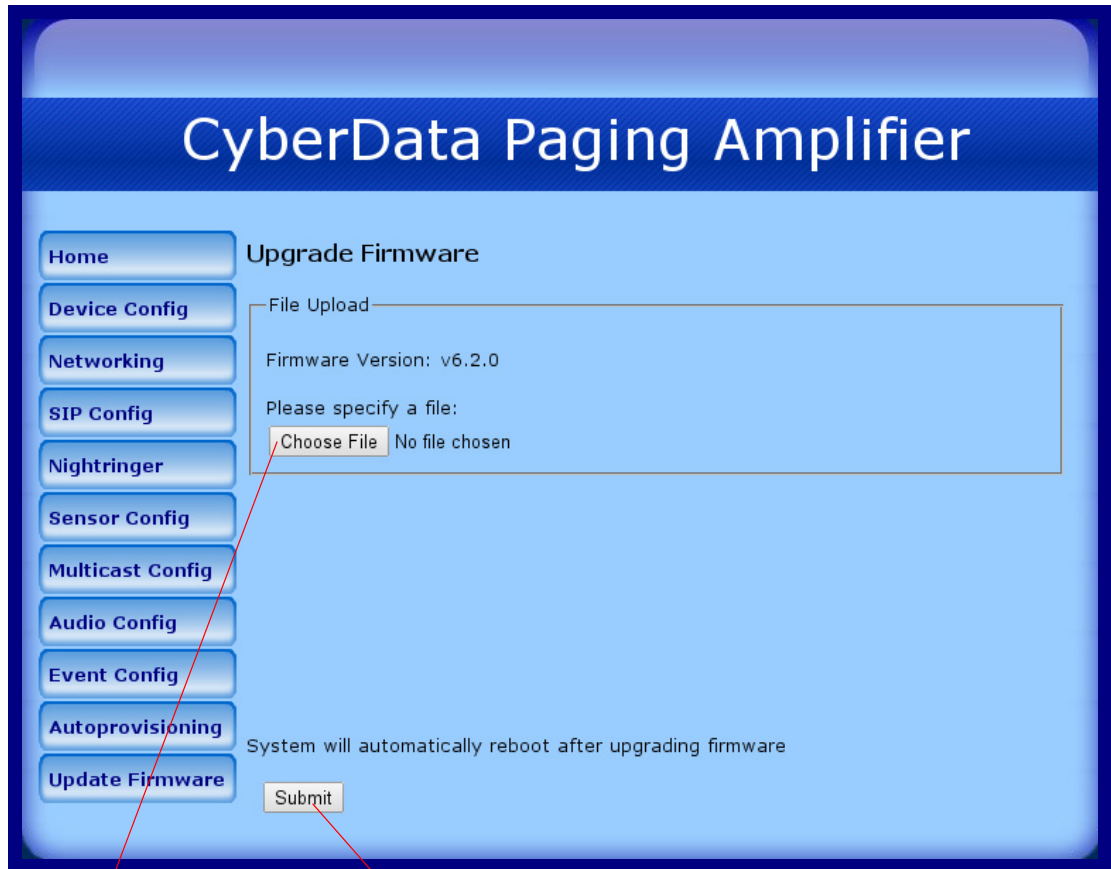 CyberData Paging Amplifier
Home
Device Config
Networking
SIP Config
Nightringer
Sensor Config
Multicast Config
Audio Config
Event Config
Autoprovisioning
Update Firmware
Upgrade Firmware
File Upload
Firmware Version: v6.2.0
Please specify a file:
Choose File No file chosen
System will automatically reboot after upgrading firmware
Submit